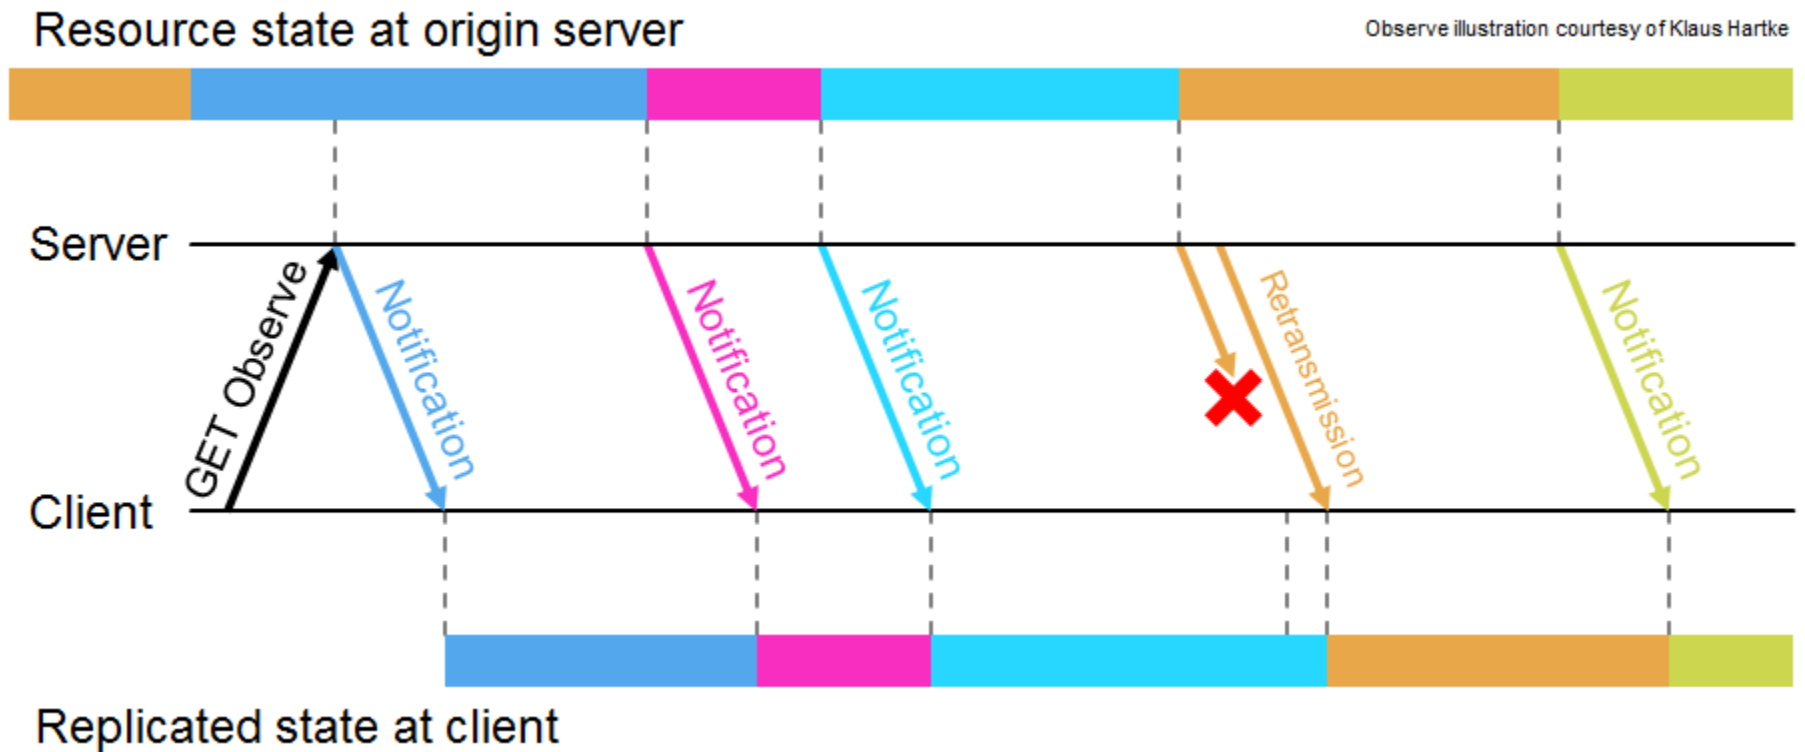 Resource state at origin server
Observe illustration courtesy of Klaus Hartke
Server
GET Observe
Notification
Notification
Notification
Retransmission
Notification
Client
Replicated state at client